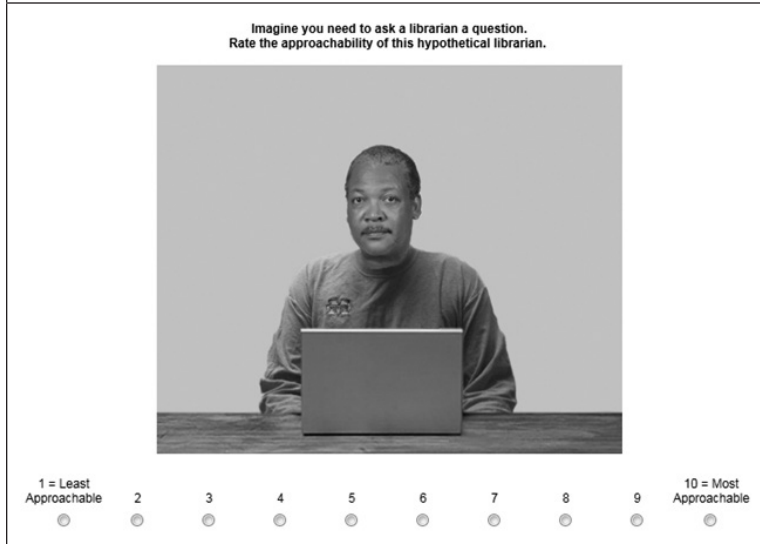 Imagine you need to ask a librarian a question.
Rate the approachability of this hypothetical librarian.
1 = Least
Approachable 2 3 4 5 6 7 8 9 10 = Most
Approachable